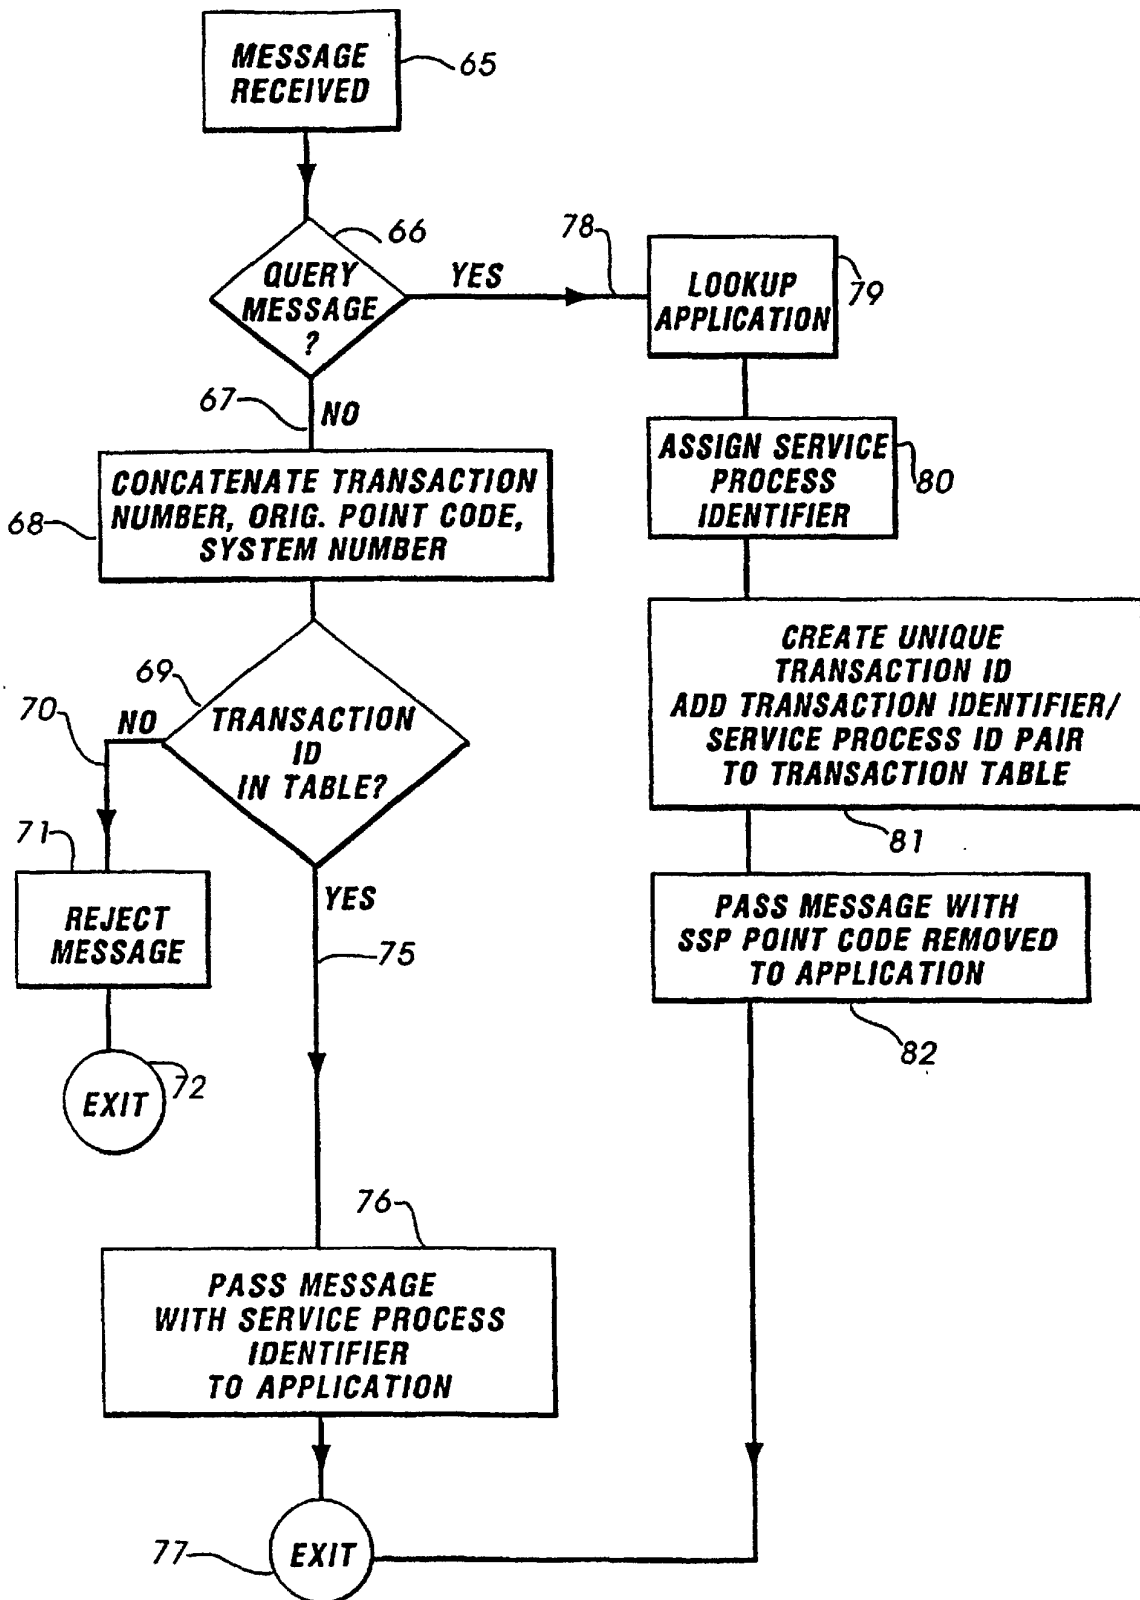 MESSAGE
RECEIVED
65
66
QUERY
MESSAGE
?
YES
78
LOOKUP
APPLICATION
79
67
NO
ASSIGN SERVICE
PROCESS
IDENTIFIER
80
CONCATENATE TRANSACTION
NUMBER, ORIG. POINT CODE,
SYSTEM NUMBER
68
CREATE UNIQUE
TRANSACTION ID
ADD TRANSACTION IDENTIFIER/
SERVICE PROCESS ID PAIR
TO TRANSACTION TABLE
81
69
TRANSACTION
ID
IN TABLE?
70
NO
71
REJECT
MESSAGE
YES
75
PASS MESSAGE WITH
SSP POINT CODE REMOVED
TO APPLICATION
82
EXIT
72
76
PASS MESSAGE
WITH SERVICE PROCESS
IDENTIFIER
TO APPLICATION
77
EXIT